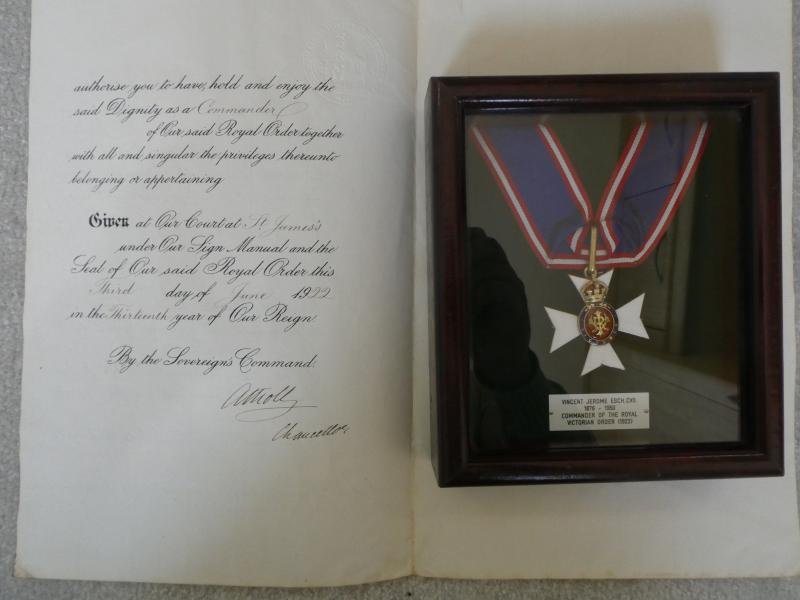 authorise you to have, hold and enjoy the
said Dignity as a Commander
of Our said Royal Order together
with all and singular the privileges thereunto
belonging or appertaining
Given at Our Court at St. James's
under Our Sign Manual and the
Seal of Our said Royal Order this
Third day of June 1922
in the Thirteenth year of Our Reign.
By the Sovereign's Command.
Atholl
Chancellor.
VINCENT JEROME ESCH, CVO.
1876 - 1950
COMMANDER OF THE ROYAL
VICTORIAN ORDER (1922)